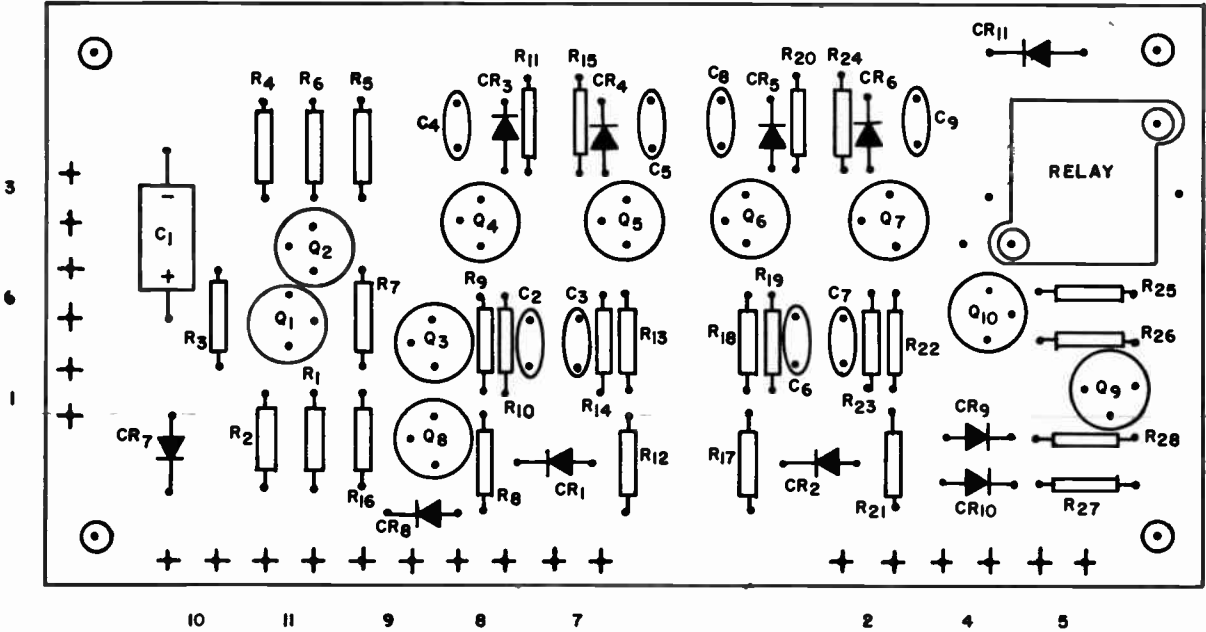 CR11
R11 R15 R20 R24
R4 R6 R5 CR3 CR4 C8 CR5 CR6
C4 C5 C9
RELAY
3
- C1 +
Q2 Q4 Q5 Q6 Q7
R9 C2 C3 R19 C7
6
R3 Q1 R7 Q3 R13 R18 R22 Q10 R25
R26
R1 R10 R14 C6 R23 Q9
1
CR7 R2 Q8 R12 R17 CR9 R28
R16 R8 CR1 CR2 R21 CR10 R27
CR8
10 11 9 8 7 2 4 5